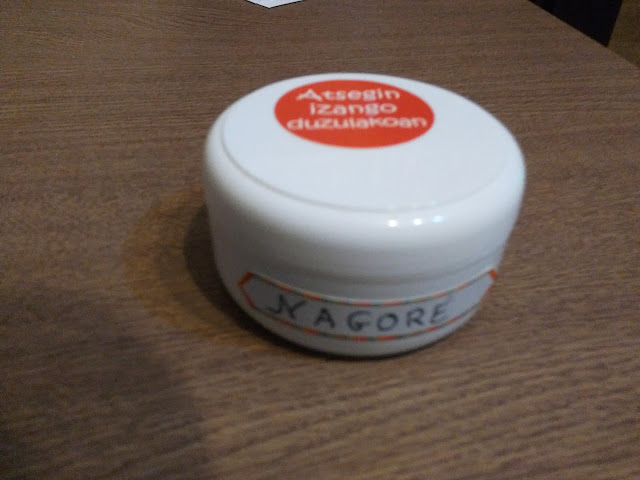 Atsegin
izango
duzulakoan
NAGORE